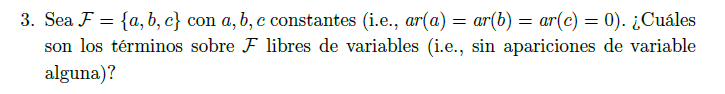 3. Sea ℱ = {a, b, c} con a, b, c constantes (i.e., ar(a) = ar(b) = ar(c) = 0). ¿Cuáles
son los términos sobre ℱ libres de variables (i.e., sin apariciones de variable
alguna)?